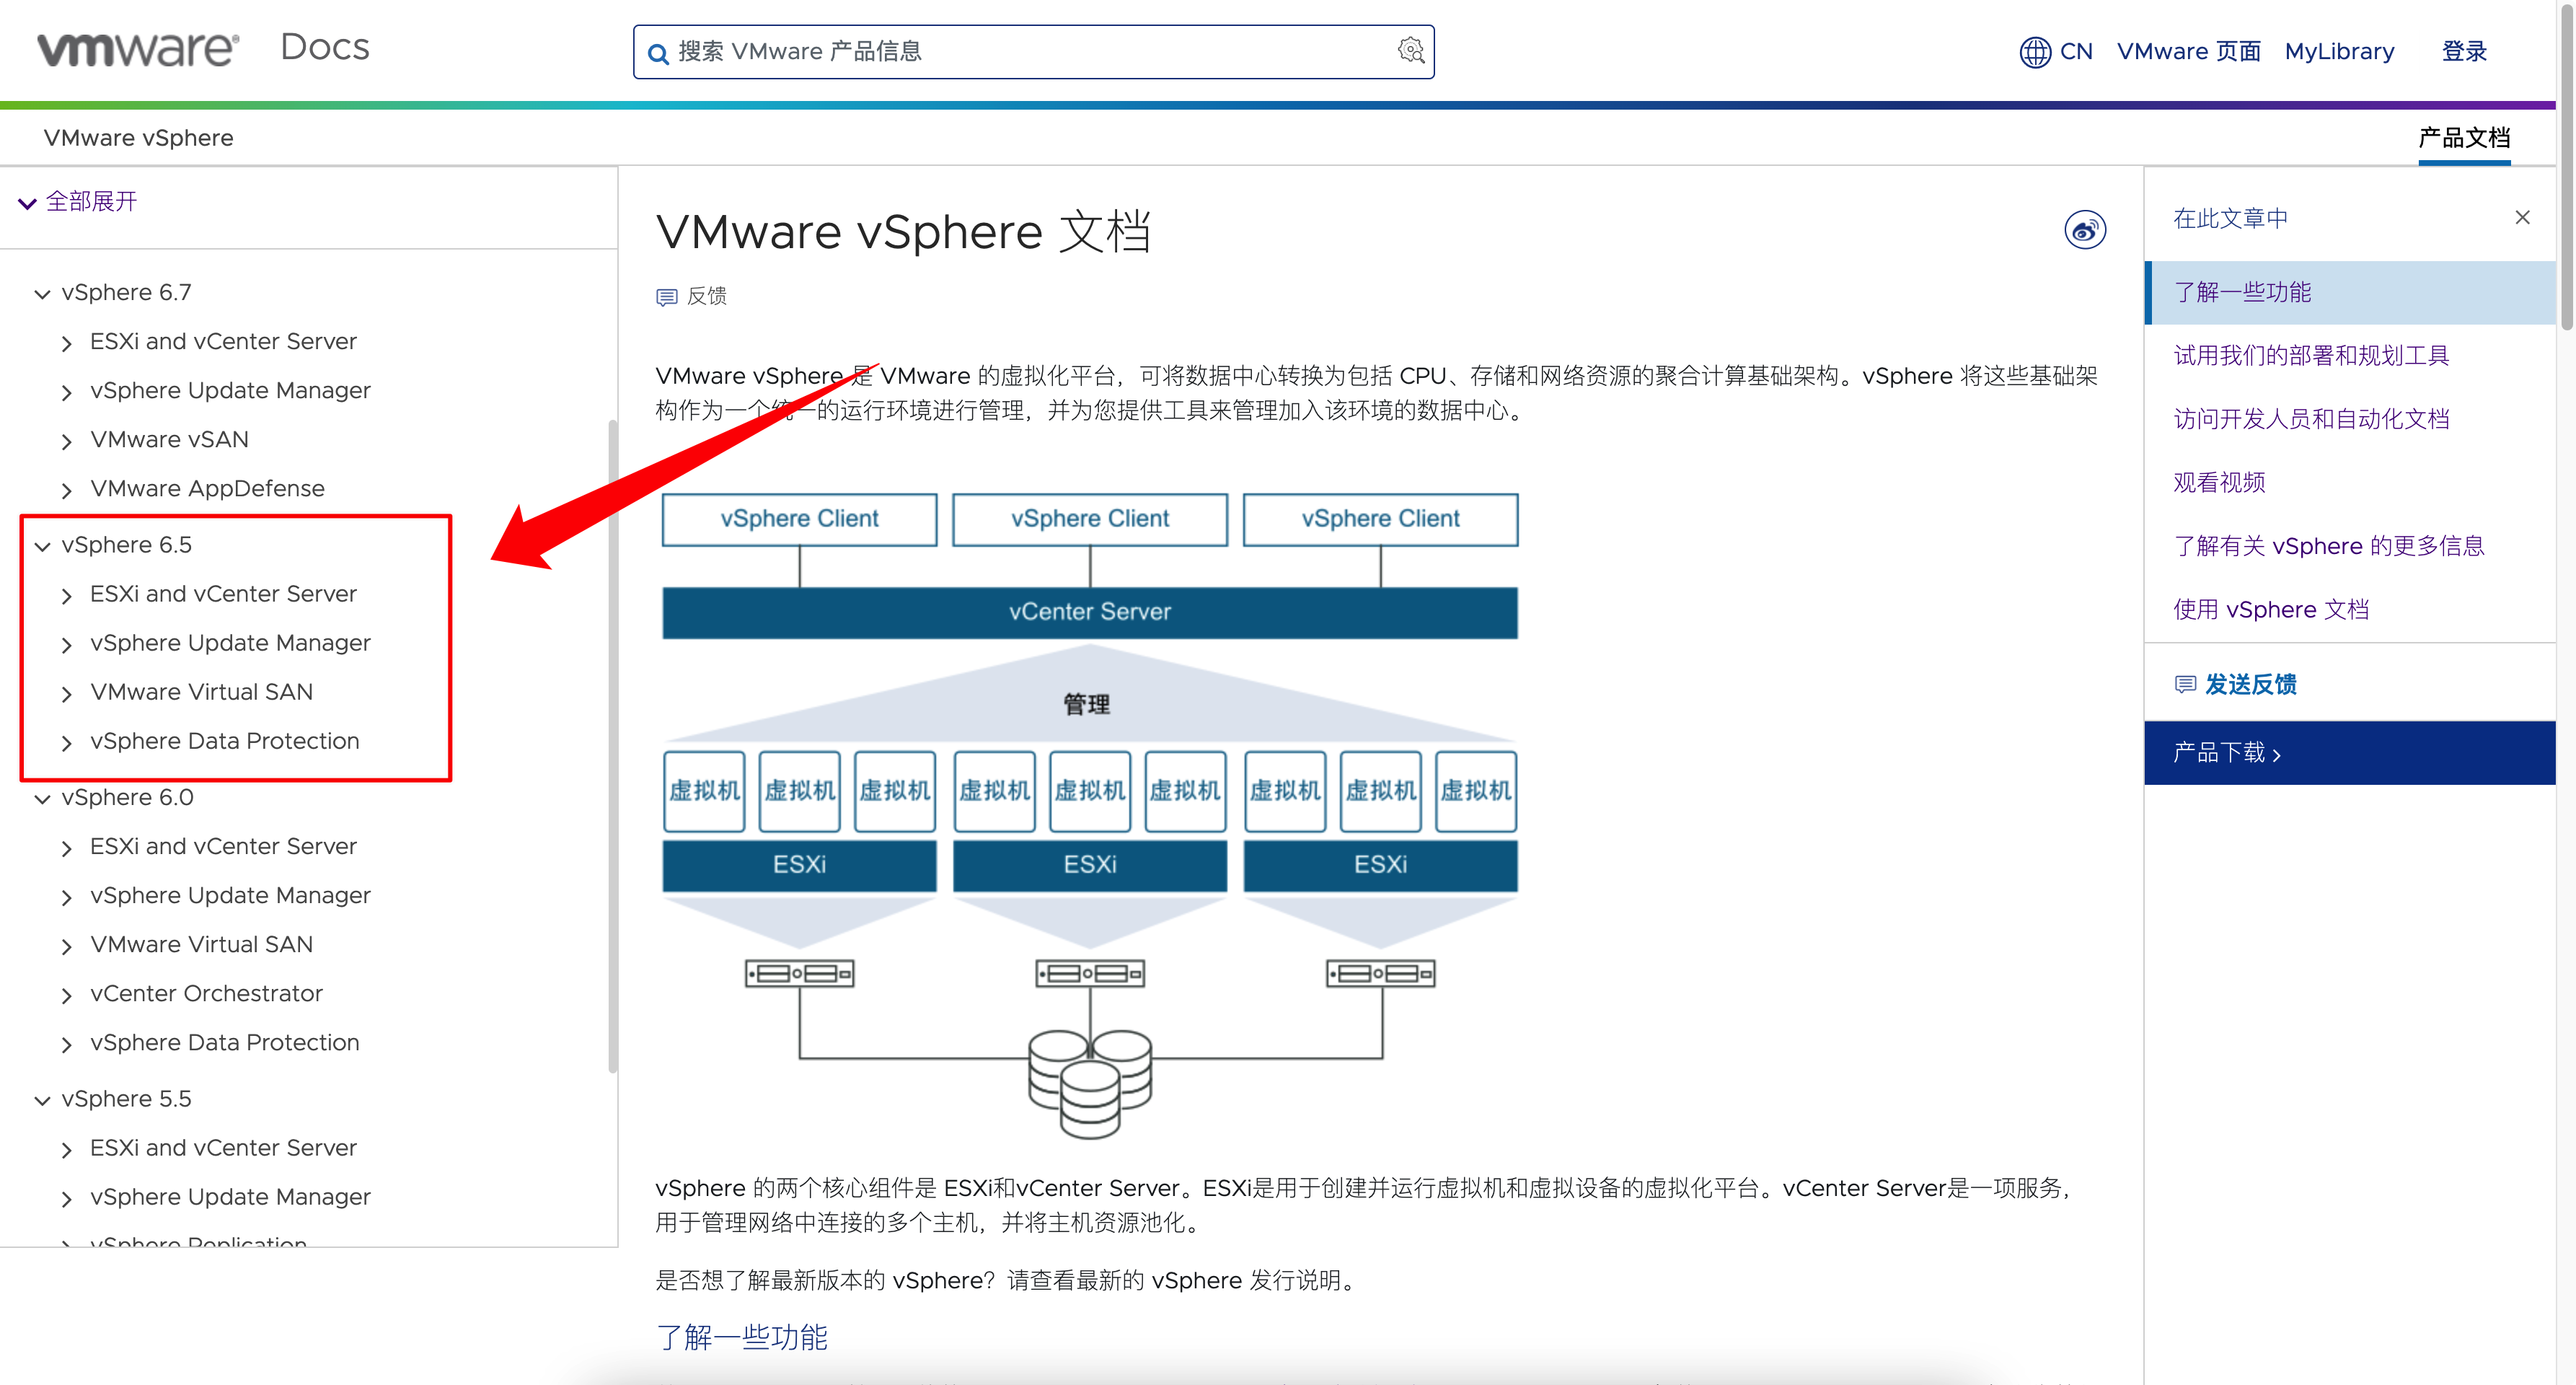 vmware® Docs
搜索 VMware 产品信息
CN VMware 页面 MyLibrary 登录
VMware vSphere
产品文档
全部展开
vSphere 6.7
ESXi and vCenter Server
vSphere Update Manager
VMware vSAN
VMware AppDefense
vSphere 6.5
ESXi and vCenter Server
vSphere Update Manager
VMware Virtual SAN
vSphere Data Protection
vSphere 6.0
ESXi and vCenter Server
vSphere Update Manager
VMware Virtual SAN
vCenter Orchestrator
vSphere Data Protection
vSphere 5.5
ESXi and vCenter Server
vSphere Update Manager
vSphere Replication
VMware vSphere 文档
反馈
VMware vSphere 是 VMware 的虚拟化平台，可将数据中心转换为包括 CPU、存储和网络资源的聚合计算基础架构。vSphere 将这些基础架
构作为一个统一的运行环境进行管理，并为您提供工具来管理加入该环境的数据中心。
vSphere Client vSphere Client vSphere Client
vCenter Server
管理
虚拟机 虚拟机 虚拟机 虚拟机 虚拟机 虚拟机 虚拟机 虚拟机 虚拟机
ESXi ESXi ESXi
vSphere 的两个核心组件是 ESXi和vCenter Server。ESXi是用于创建并运行虚拟机和虚拟设备的虚拟化平台。vCenter Server是一项服务，
用于管理网络中连接的多个主机，并将主机资源池化。
是否想了解最新版本的 vSphere？请查看最新的 vSphere 发行说明。
了解一些功能
在此文章中
了解一些功能
试用我们的部署和规划工具
访问开发人员和自动化文档
观看视频
了解有关 vSphere 的更多信息
使用 vSphere 文档
发送反馈
产品下载